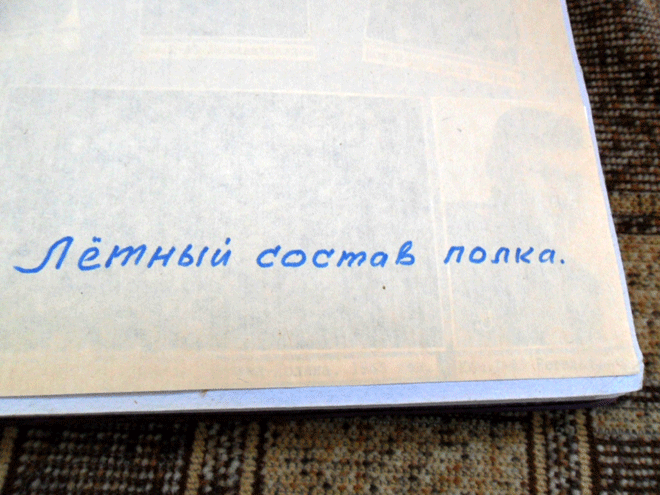 Лётный состав полка.